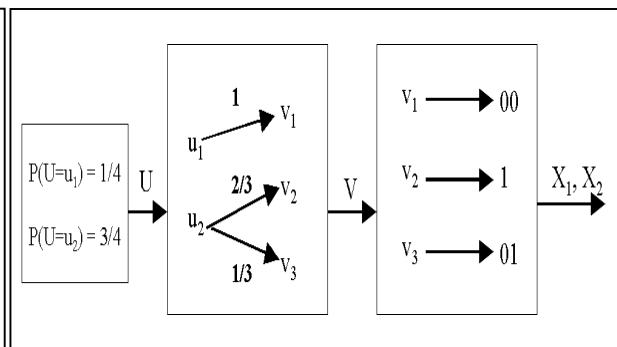 P(U=u₁) = 1/4
P(U=u₂) = 3/4
U
1
u₁
v₁
2/3
v₂
u₂
1/3
v₃
V
v₁ 00
v₂ 1
v₃ 01
X₁, X₂